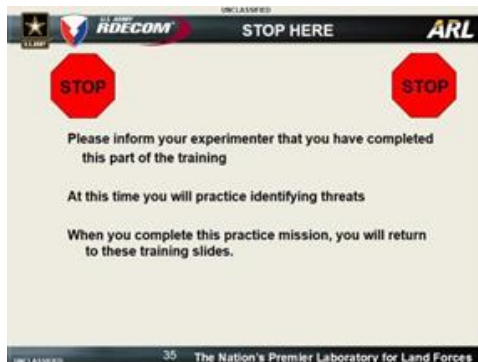 UNCLASSIFIED
U.S. ARMY
RDECOM
STOP HERE
ARL
U.S. ARMY
STOP
STOP
Please inform your experimenter that you have completed
this part of the training
At this time you will practice identifying threats
When you complete this practice mission, you will return
to these training slides.
UNCLASSIFIED
35
The Nation's Premier Laboratory for Land Forces